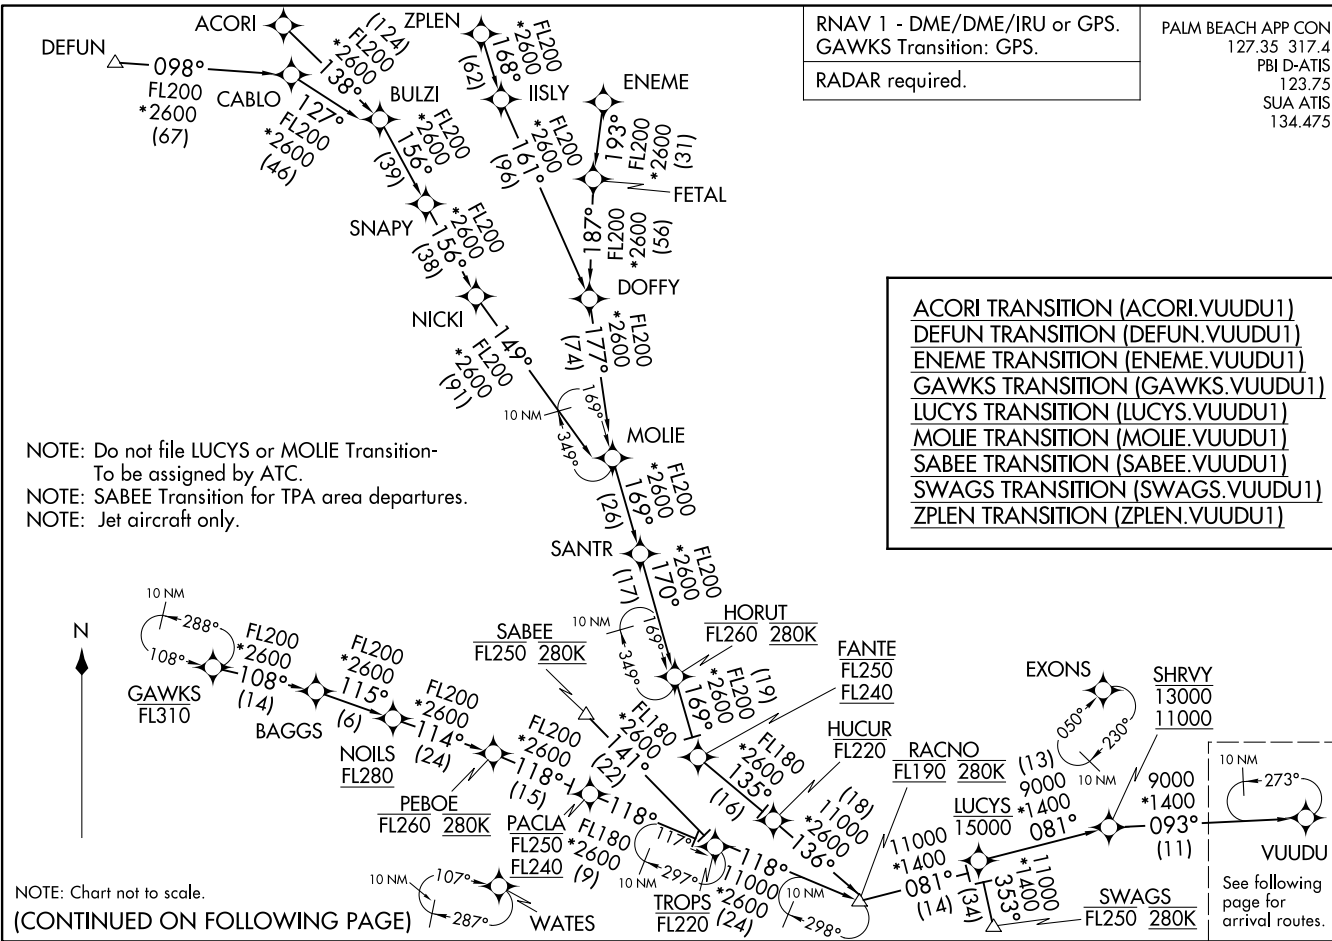 RNAV 1 - DME/DME/IRU or GPS.
GAWKS Transition: GPS.
RADAR required.
PALM BEACH APP CON
127.35 317.4
PBI D-ATIS
123.75
SUA ATIS
134.475
DEFUN
098°
FL200
*2600
(67)
ACORI
(124)
FL200
*2600
138°
CABLO
127°
FL200
*2600
(46)
BULZI
FL200
*2600
156°
(39)
SNAPY
FL200
*2600
156°
(38)
NICKI
149°
FL200
*2600
(91)
ZPLEN
FL200
*2600
168°
(62)
IISLY
FL200
*2600
161°
(96)
ENEME
193°
FL200
*2600
(31)
FETAL
187°
FL200
*2600
(56)
DOFFY
FL200
*2600
177°
(74)
10 NM
169°
349°
MOLIE
FL200
*2600
169°
(26)
SANTR
FL200
*2600
170°
(17)
10 NM
169°
349°
HORUT
FL260 280K
(19)
FL200
*2600
169°
FANTE
FL250
FL240
FL180
*2600
135°
(16)
HUCUR
FL220
(18)
11000
*2600
136°
ACORI TRANSITION (ACORI.VUUDU1)
DEFUN TRANSITION (DEFUN.VUUDU1)
ENEME TRANSITION (ENEME.VUUDU1)
GAWKS TRANSITION (GAWKS.VUUDU1)
LUCYS TRANSITION (LUCYS.VUUDU1)
MOLIE TRANSITION (MOLIE.VUUDU1)
SABEE TRANSITION (SABEE.VUUDU1)
SWAGS TRANSITION (SWAGS.VUUDU1)
ZPLEN TRANSITION (ZPLEN.VUUDU1)
NOTE: Do not file LUCYS or MOLIE Transition-
To be assigned by ATC.
NOTE: SABEE Transition for TPA area departures.
NOTE: Jet aircraft only.
N
10 NM
288°
108°
GAWKS
FL310
FL200
*2600
108°
(14)
BAGGS
FL200
*2600
115°
(6)
NOILS
FL280
FL200
*2600
114°
(24)
PEBOE
FL260 280K
FL200
*2600
118°
(15)
PACLA
FL250
FL240
118°
FL180
*2600
(9)
SABEE
FL250 280K
FL180
*2600
141°
(22)
117°
297°
10 NM
TROPS
FL220
118°
11000
*2600
(24)
10 NM
107°
287°
WATES
RACNO
FL190 280K
10 NM
298°
11000
*1400
081°
(14)
LUCYS
15000
(13)
9000
*1400
081°
EXONS
050°
230°
10 NM
SHRVY
13000
11000
9000
*1400
093°
(11)
11000
*1400
353°
(34)
SWAGS
FL250 280K
10 NM
273°
VUUDU
See following
page for
arrival routes.
NOTE: Chart not to scale.
(CONTINUED ON FOLLOWING PAGE)